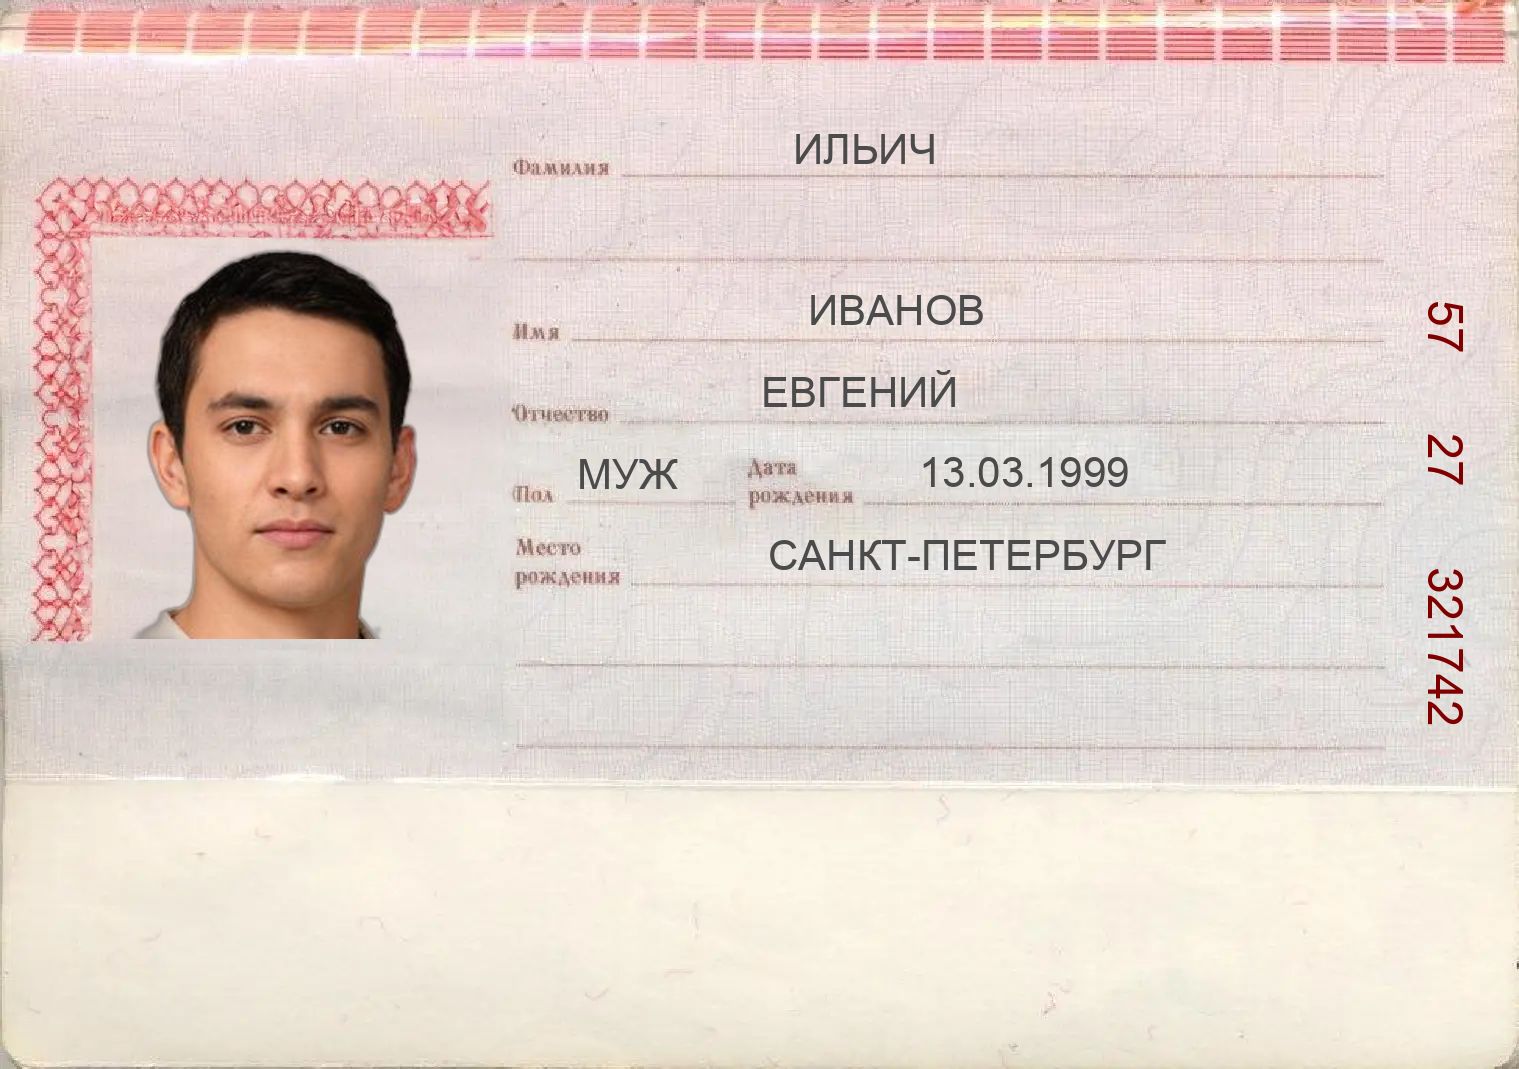 Фамилия ИЛЬИЧ
Имя ИВАНОВ
Отчество ЕВГЕНИЙ
Пол МУЖ Дата рождения 13.03.1999
Место рождения САНКТ-ПЕТЕРБУРГ
57 27 321742